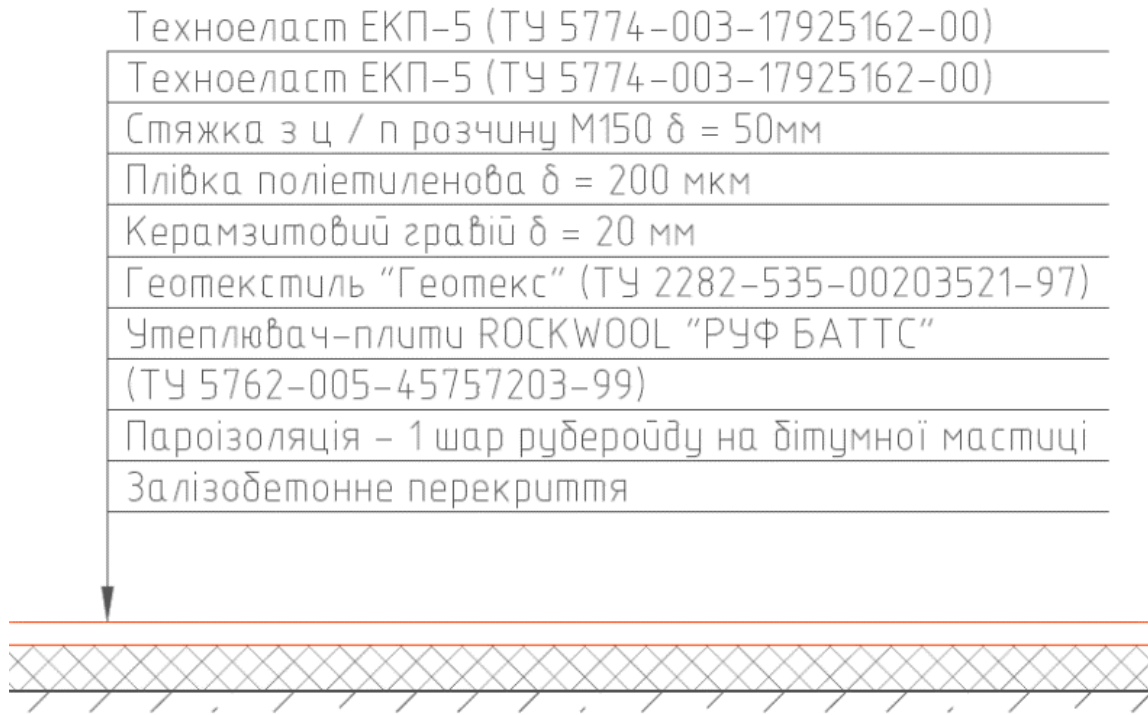 Техноеласт ЕКП-5 (ТУ 5774-003-17925162-00)
Техноеласт ЕКП-5 (ТУ 5774-003-17925162-00)
Стяжка з ц / п розчину М150 δ = 50мм
Плівка поліетиленова δ = 200 мкм
Керамзитовий гравій δ = 20 мм
Геотекстиль "Геотекс" (ТУ 2282-535-00203521-97)
Утеплювач-плити ROCKWOOL "РУФ БАТТС"
(ТУ 5762-005-45757203-99)
Пароізоляція - 1 шар руберойду на бітумної мастиці
Залізобетонне перекриття